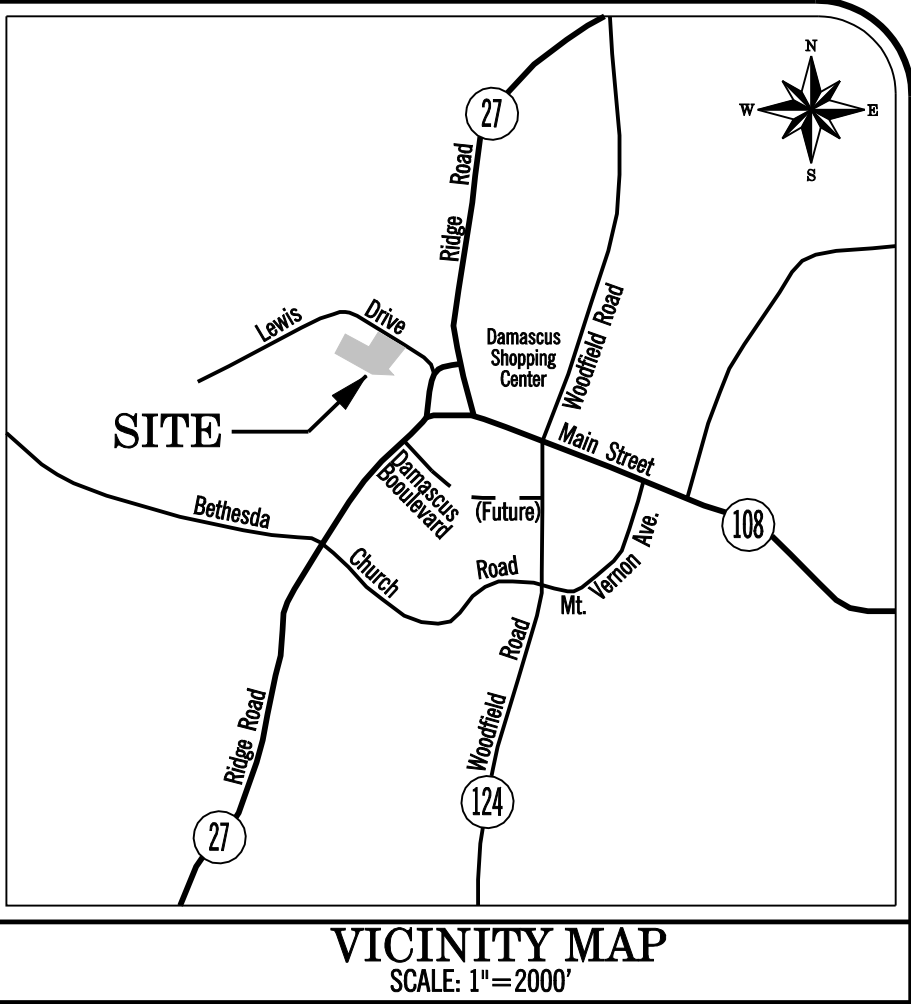 N
W E
S
27
Ridge Road
Lewis Drive
Damascus
Shopping
Center
Woodfield Road
SITE
Main Street
Damascus
Booulevard
(Future)
108
Bethesda Church Road
Mt. Vernon Ave.
Woodfield Road
Ridge Road
124
27
VICINITY MAP
SCALE: 1"=2000'